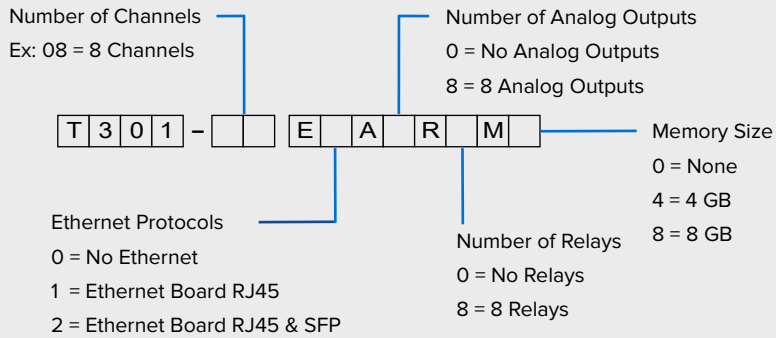 Number of Channels
Ex: 08 = 8 Channels
Number of Analog Outputs
0 = No Analog Outputs
8 = 8 Analog Outputs
T301- E A R M
Memory Size
0 = None
4 = 4 GB
8 = 8 GB
Ethernet Protocols
0 = No Ethernet
1 = Ethernet Board RJ45
2 = Ethernet Board RJ45 & SFP
Number of Relays
0 = No Relays
8 = 8 Relays